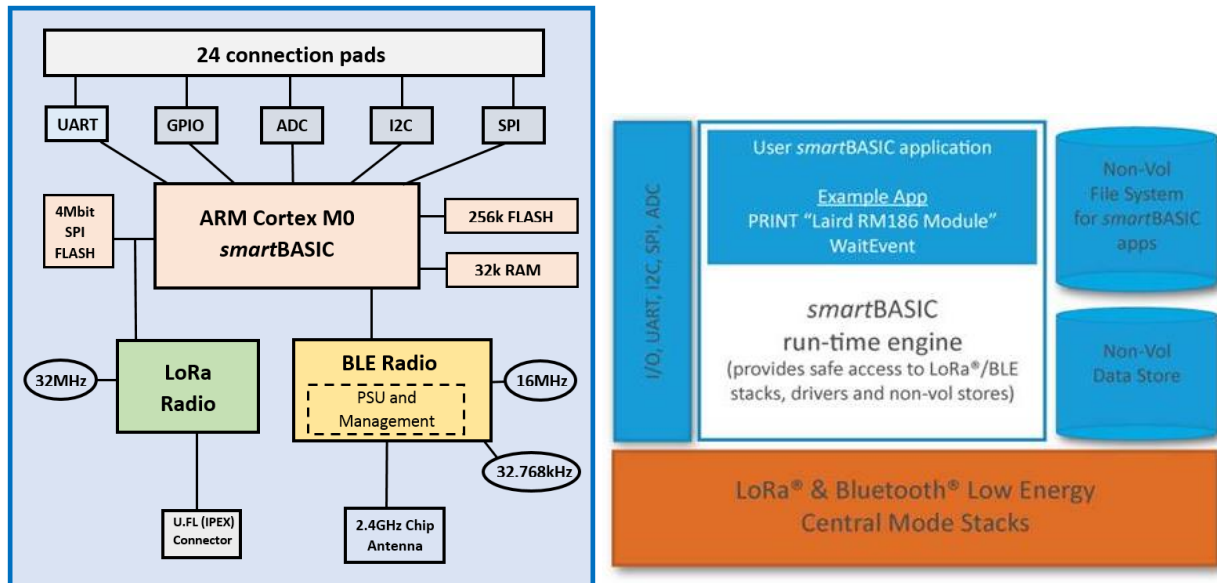 24 connection pads
UART
GPIO
ADC
I2C
SPI
4Mbit
SPI
FLASH
ARM Cortex M0
smartBASIC
256k FLASH
32k RAM
32MHz
LoRa
Radio
BLE Radio
PSU and
Management
16MHz
32.768kHz
U.FL (IPEX)
Connector
2.4GHz Chip
Antenna
I/O, UART, I2C, SPI, ADC
User smartBASIC application
Example App
PRINT “Laird RM186 Module”
WaitEvent
smartBASIC
run-time engine
(provides safe access to LoRa®/BLE
stacks, drivers and non-vol stores)
Non-Vol
File System
for smartBASIC
apps
Non-Vol
Data Store
LoRa® & Bluetooth® Low Energy
Central Mode Stacks